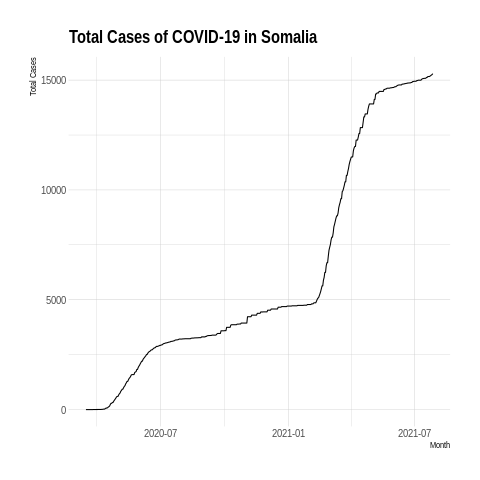 Total Cases of COVID-19 in Somalia
Total Cases
15000
10000
5000
0
2020-07
2021-01
2021-07
Month